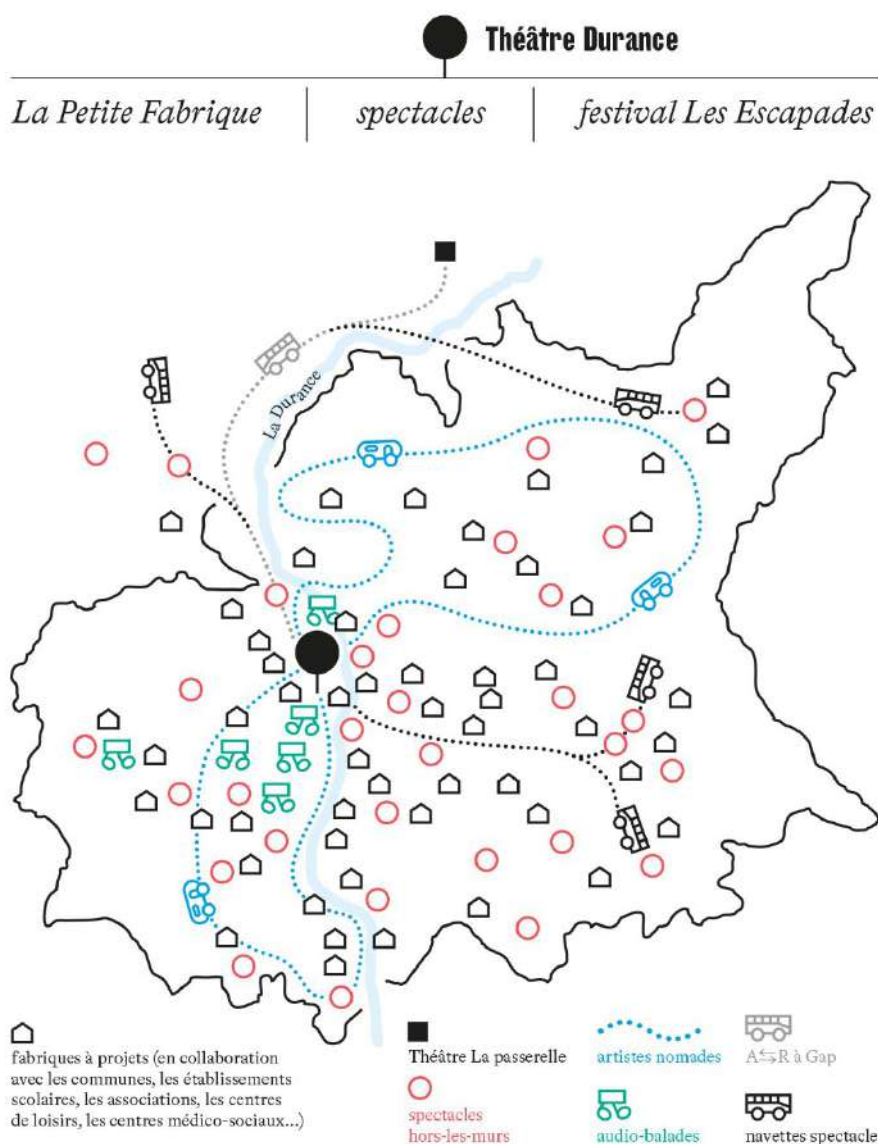 Théâtre Durance
La Petite Fabrique
spectacles
festival Les Escapades
La Durance
fabriques à projets (en collaboration
avec les communes, les établissements
scolaires, les associations, les centres
de loisirs, les centres médico-sociaux...)
Théâtre La passerelle
spectacles
hors-les-murs
artistes nomades
audio-balades
A⇆R à Gap
navettes spectacle